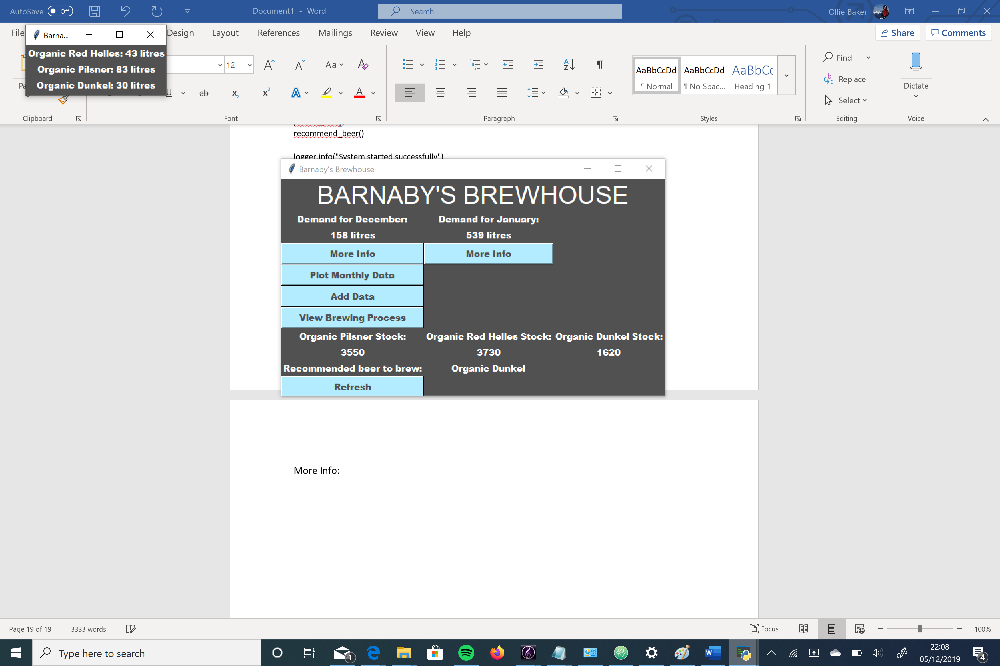 AutoSave Off
Document1 - Word
Search
Ollie Baker
File
Design
Layout
References
Mailings
Review
View
Help
Share
Comments
Barna...
Organic Red Helles: 43 litres
Organic Pilsner: 83 litres
Organic Dunkel: 30 litres
Pa
12
Clipboard
Font
Paragraph
AaBbCcDd
AaBbCcDd
AaBbCc
¶ Normal
¶ No Spac...
Heading 1
Styles
Find
Replace
Select
Editing
Dictate
Voice
recommend_beer()
logger.info("System started successfully")
Barnaby's Brewhouse
BARNABY'S BREWHOUSE
Demand for December:
Demand for January:
158 litres
539 litres
More Info
More Info
Plot Monthly Data
Add Data
View Brewing Process
Organic Pilsner Stock:
Organic Red Helles Stock:
Organic Dunkel Stock:
3550
3730
1620
Recommended beer to brew:
Organic Dunkel
Refresh
More Info:
Page 19 of 19
3333 words
Focus
100%
Type here to search
1
22:08
05/12/2019
4